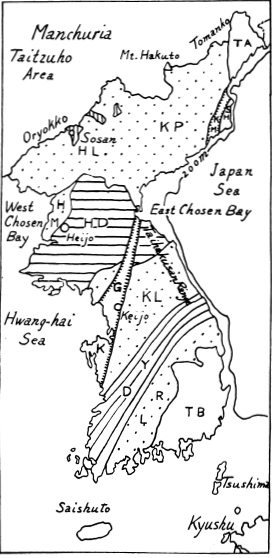 Manchuria
Taitzuho
Area
Mt. Hakuto
Tomanko
TA
KP
Oryokko
Sosan
HL
200m
Japan
Sea
West
Chosen
Bay
H
M
HD
Heijo
East Chosen Bay
G
C
KL
Keijo
Hwang-hai
Sea
K
Y
D
R
L
TB
Tsushima
Saishuto
Kyushu